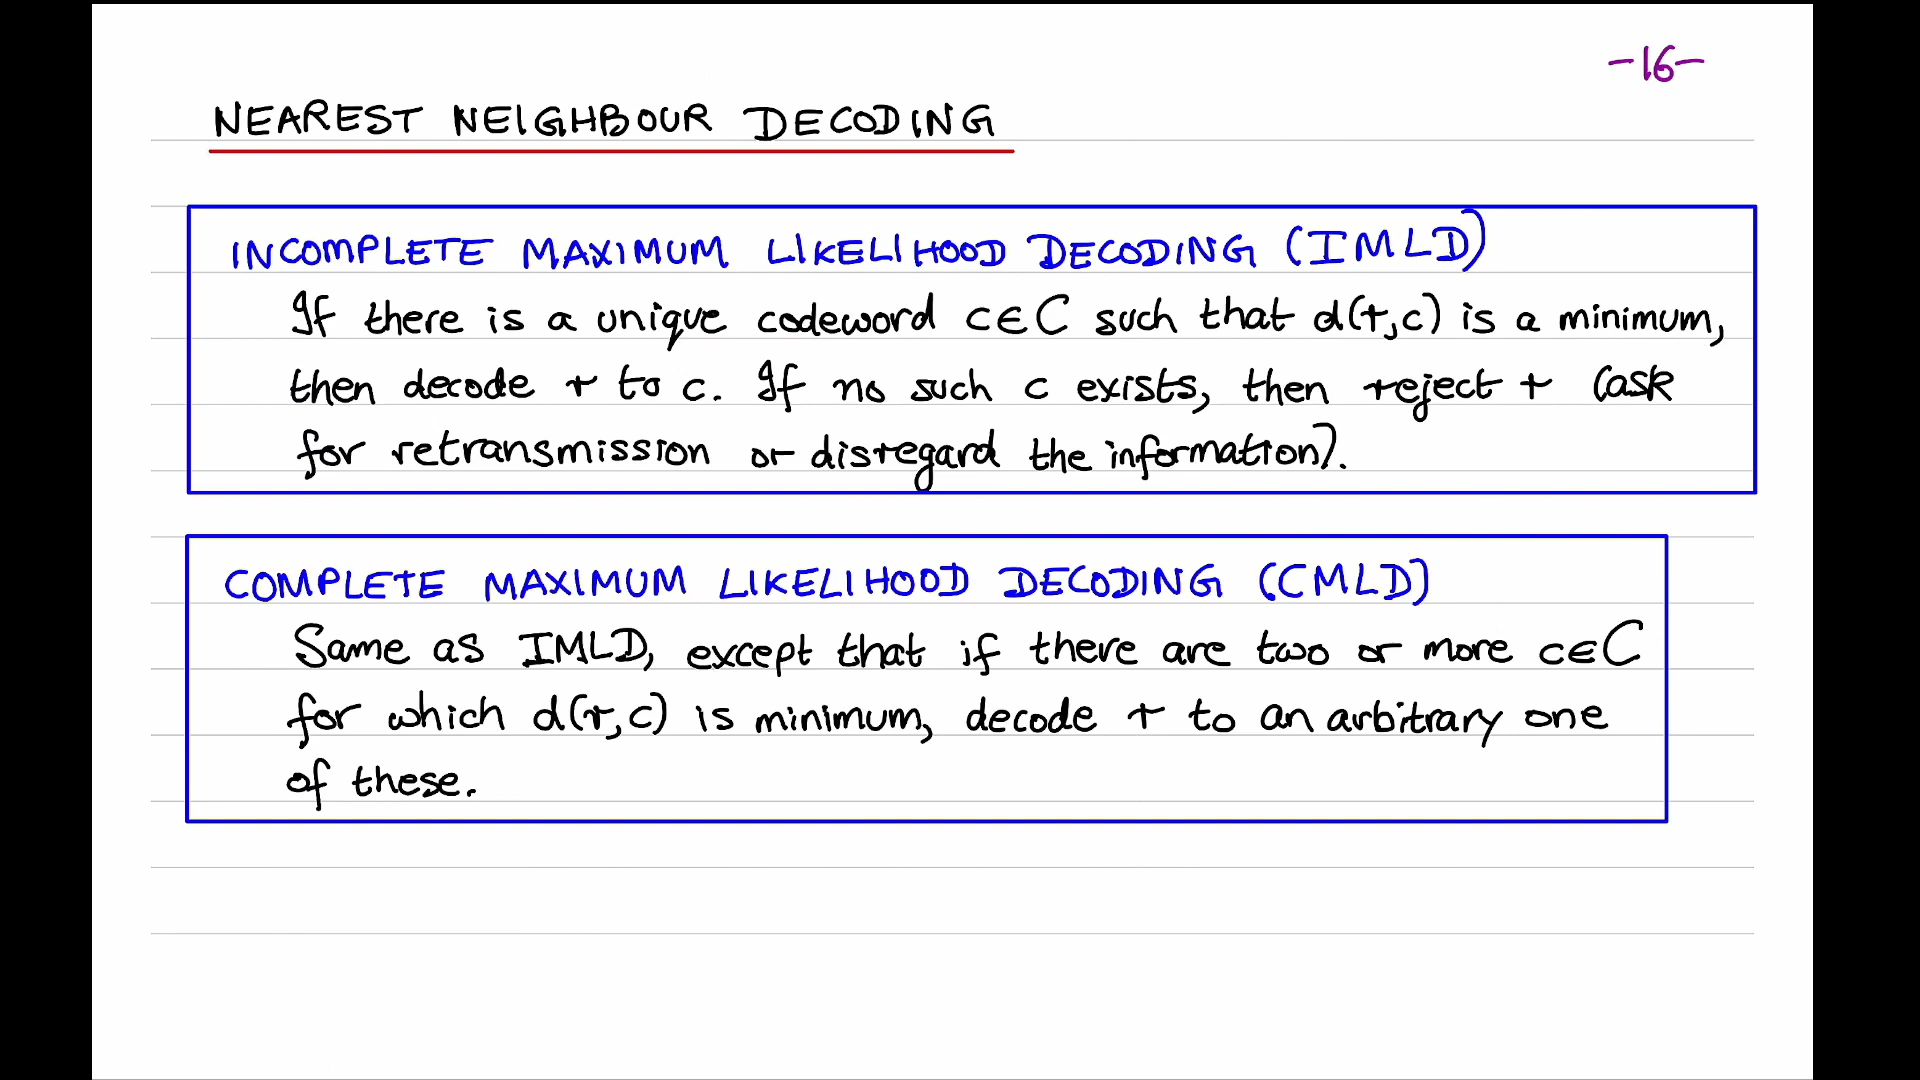 -16-
NEAREST NEIGHBOUR DECODING
INCOMPLETE MAXIMUM LIKELIHOOD DECODING (IMLD)
If there is a unique codeword c∈C such that d(r,c) is a minimum,
then decode r to c. If no such c exists, then reject r (ask
for retransmission or disregard the information).
COMPLETE MAXIMUM LIKELIHOOD DECODING (CMLD)
Same as IMLD, except that if there are two or more c∈C
for which d(r,c) is minimum, decode r to an arbitrary one
of these.